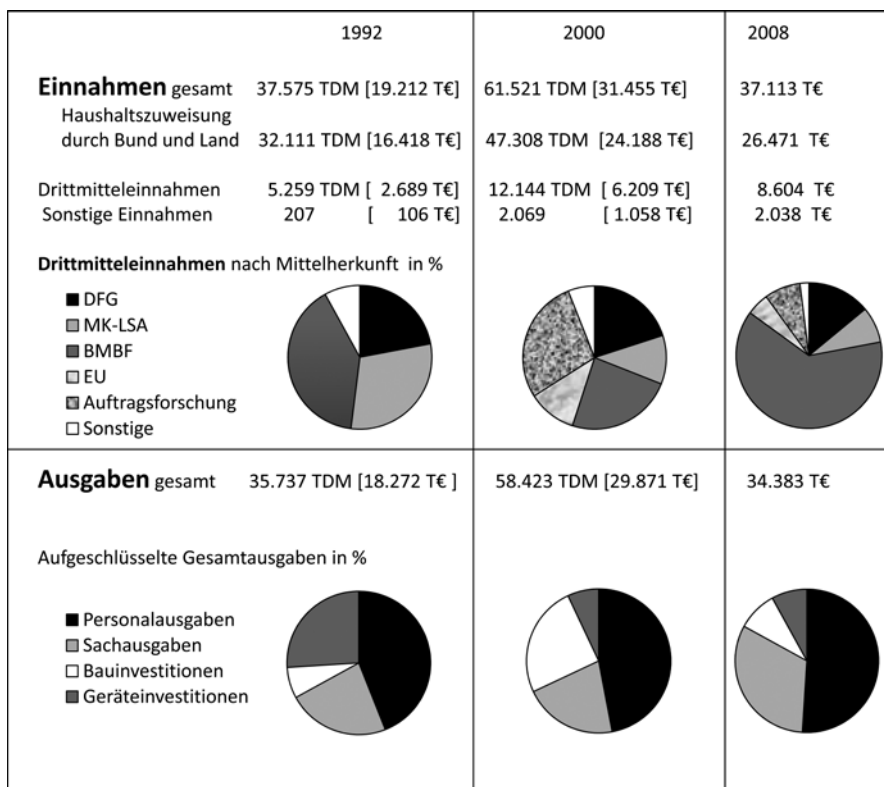 1992 2000 2008
Einnahmen gesamt 37.575 TDM [19.212 T€] 61.521 TDM [31.455 T€] 37.113 T€
Haushaltszuweisung
durch Bund und Land 32.111 TDM [16.418 T€] 47.308 TDM [24.188 T€] 26.471 T€
Drittmitteleinnahmen 5.259 TDM [ 2.689 T€] 12.144 TDM [ 6.209 T€] 8.604 T€
Sonstige Einnahmen 207 [ 106 T€] 2.069 [ 1.058 T€] 2.038 T€
Drittmitteleinnahmen nach Mittelherkunft in %
DFG
MK-LSA
BMBF
EU
Auftragsforschung
Sonstige
Ausgaben gesamt 35.737 TDM [18.272 T€ ] 58.423 TDM [29.871 T€] 34.383 T€
Aufgeschlüsselte Gesamtausgaben in %
Personalausgaben
Sachausgaben
Bauinvestitionen
Geräteinvestitionen